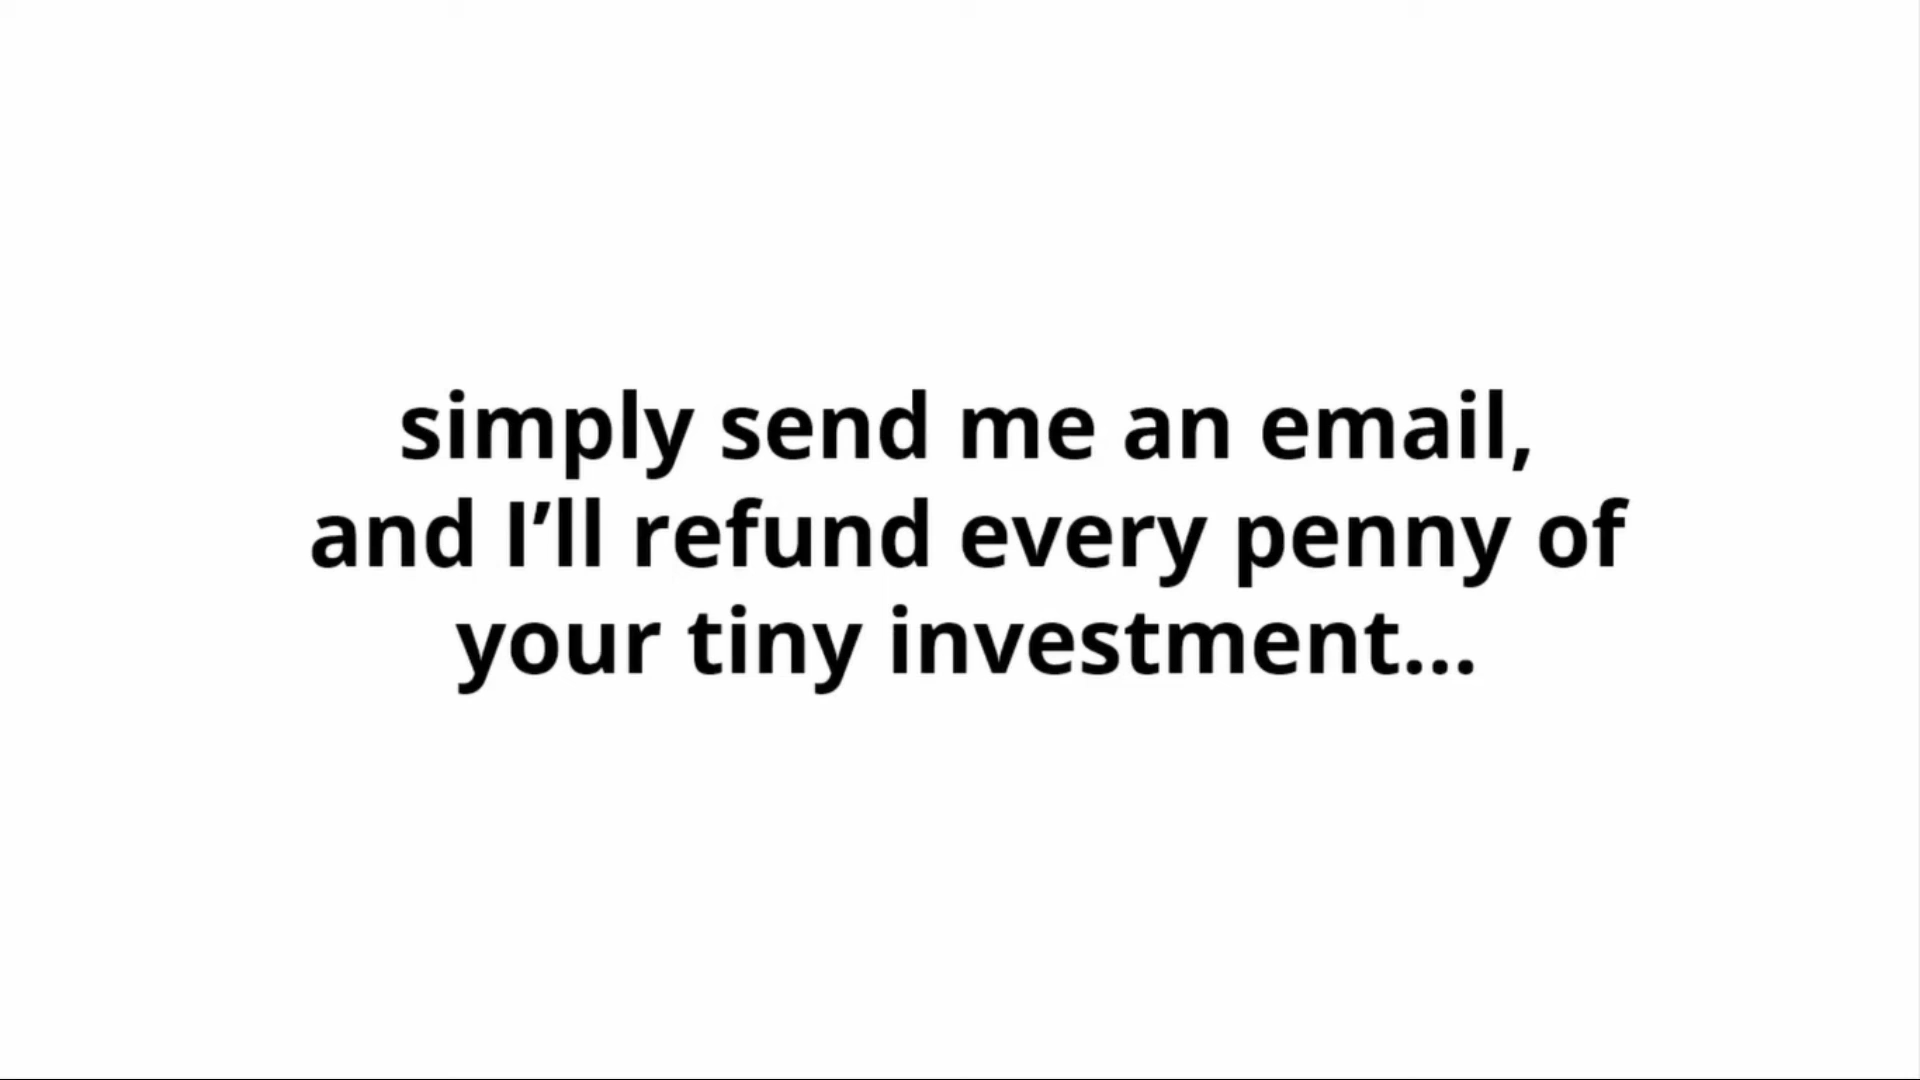 simply send me an email,
and I’ll refund every penny of
your tiny investment...